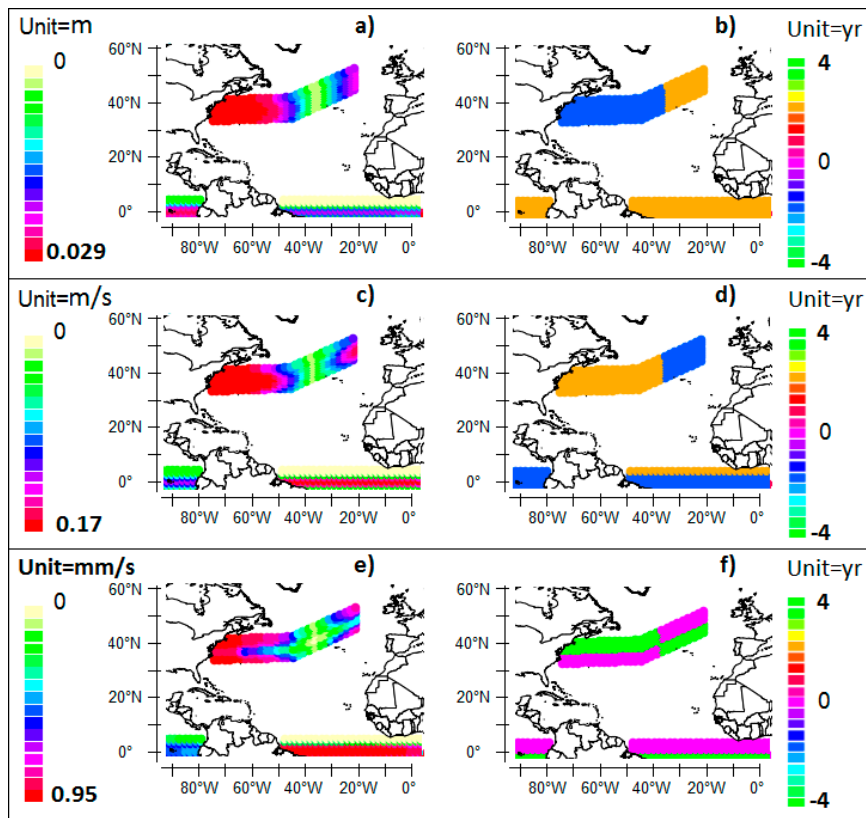 Unit=m a) b) Unit=yr
0 60°N 60°N 4
40°N 40°N
20°N 20°N 0
0° 0°
0.029 -4
80°W 60°W 40°W 20°W 0° 80°W 60°W 40°W 20°W 0°
Unit=m/s c) d) Unit=yr
0 60°N 60°N 4
40°N 40°N
20°N 20°N 0
0° 0°
0.17 -4
80°W 60°W 40°W 20°W 0° 80°W 60°W 40°W 20°W 0°
Unit=mm/s e) f) Unit=yr
0 60°N 60°N 4
40°N 40°N
20°N 20°N 0
0° 0°
0.95 -4
80°W 60°W 40°W 20°W 0° 80°W 60°W 40°W 20°W 0°